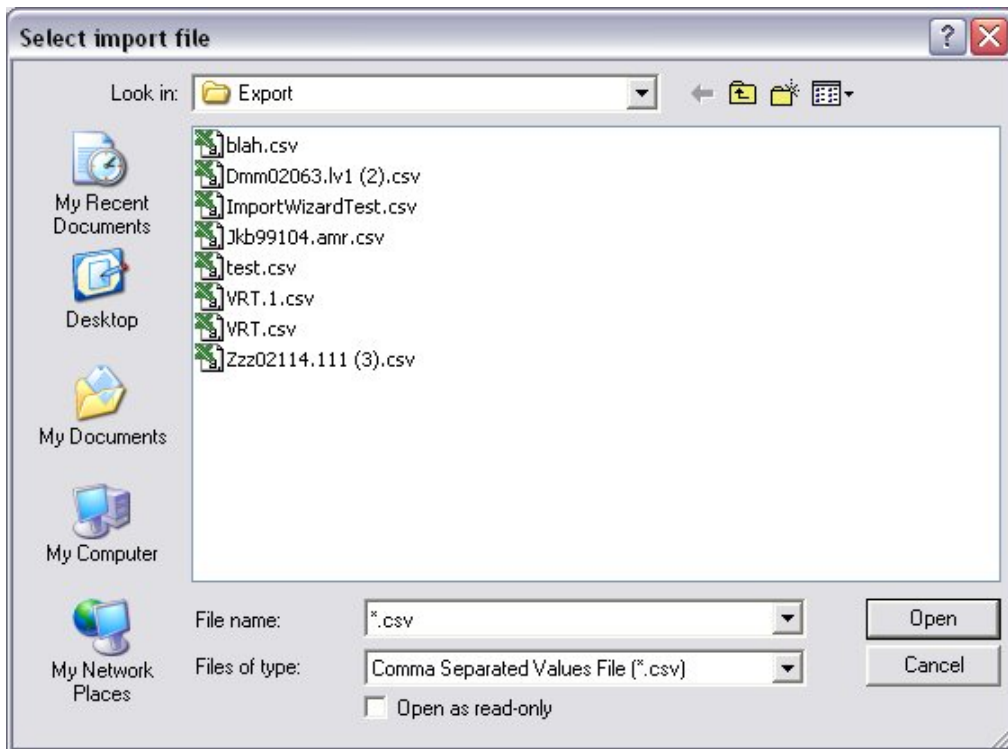 Select import file
Look in: Export
blah.csv
Dmm02063.lv1 (2).csv
ImportWizardTest.csv
Jkb99104.amr.csv
test.csv
VRT.1.csv
VRT.csv
Zzz02114.111 (3).csv
My Recent
Documents
Desktop
My Documents
My Computer
My Network
Places
File name: *.csv Open
Files of type: Comma Separated Values File (*.csv) Cancel
Open as read-only